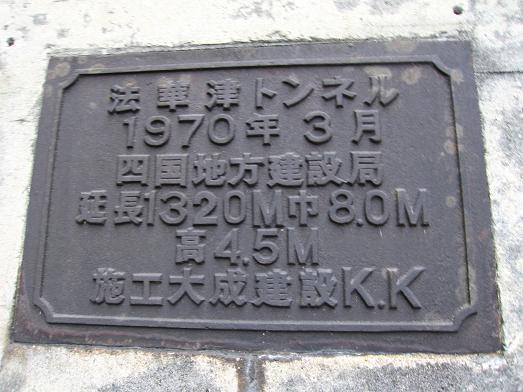 法華津トンネル
1970年3月
四国地方建設局
延長1320M巾8.0M
高4.5M
施工大成建設K.K